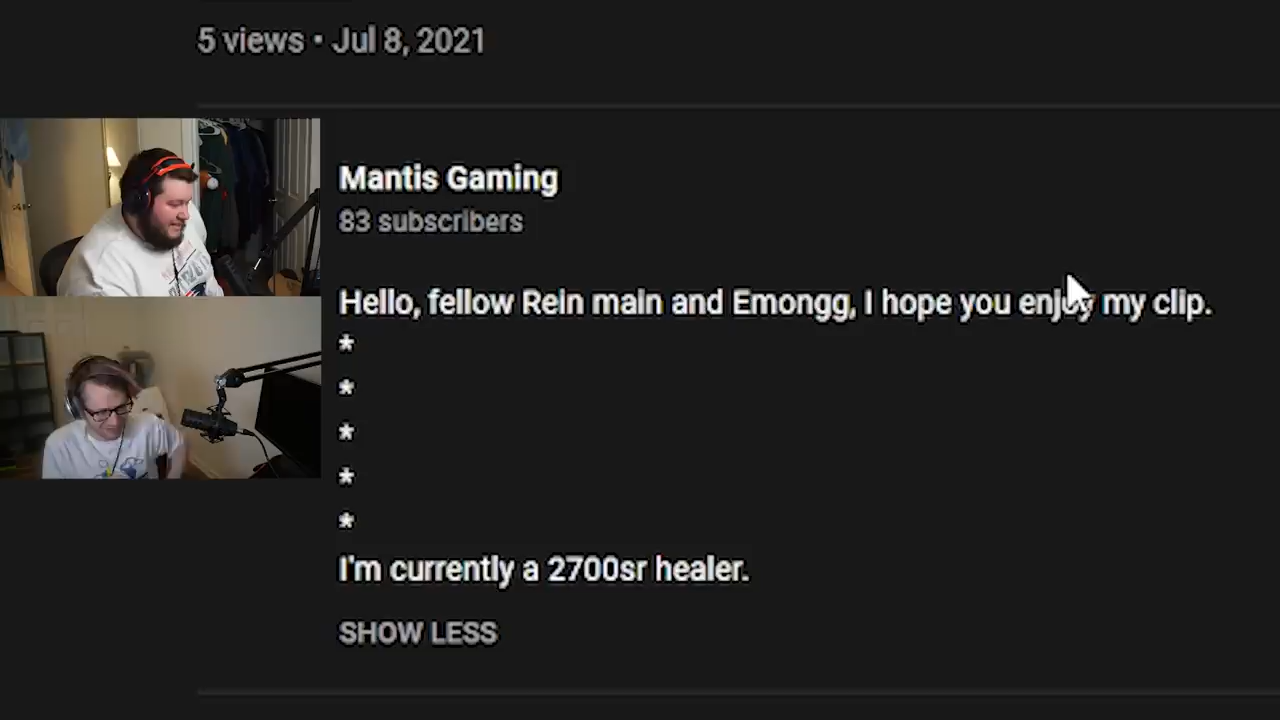 5 views • Jul 8, 2021
Mantis Gaming
83 subscribers
Hello, fellow Rein main and Emongg, I hope you enjoy my clip.
*
*
*
*
*
I'm currently a 2700sr healer.
SHOW LESS